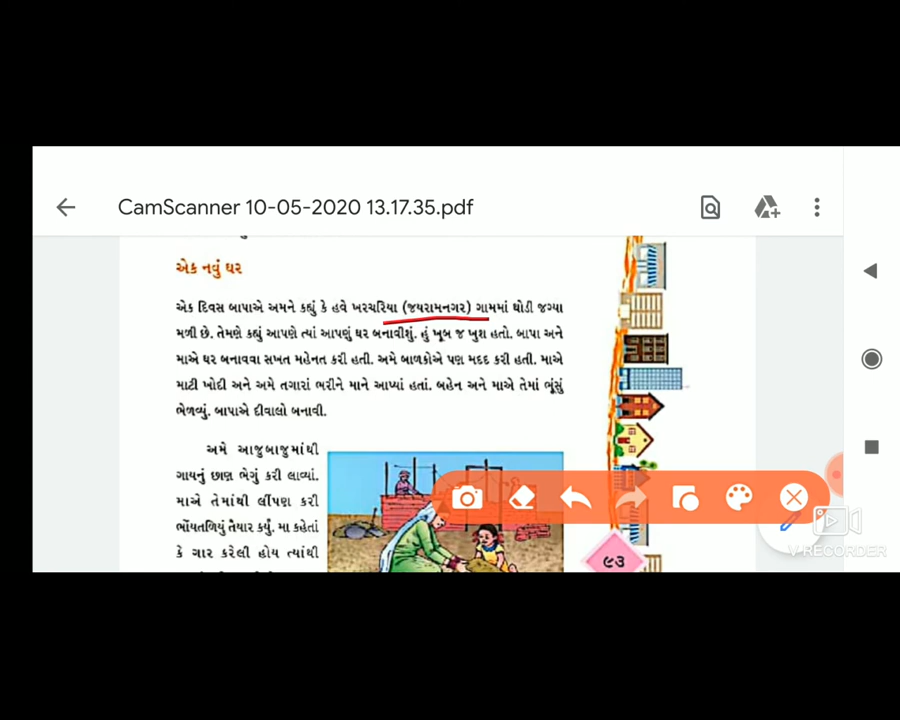 CamScanner 10-05-2020 13.17.35.pdf
એક નવું ઘર
એક દિવસ બાપાએ અમને કહ્યું કે હવે ખરચરિયા (જયરામનગર) ગામમાં થોડી જગ્યા
મળી છે. તેમણે કહ્યું આપણે ત્યાં આપણું ઘર બનાવીશું. હું ખૂબ જ ખુશ હતો. બાપા અને
માએ ઘર બનાવવા સખત મહેનત કરી હતી. અમે બાળકોએ પણ મદદ કરી હતી. માએ
માટી ખોદી અને અમે તગારાં ભરીને માને આપ્યાં હતાં. બહેન અને માએ તેમાં ભૂંસું
ભેળવ્યું. બાપાએ દીવાલો બનાવી.
અમે આજુબાજુમાંથી
ગાયનું છાણ ભેગું કરી લાવ્યાં.
માએ તેમાંથી લીંપણ કરી
ભોંયતળિયું તૈયાર કર્યું. મા કહેતાં
કે ગાર કરેલી હોય ત્યાંથી
૯૩
V RECORDER